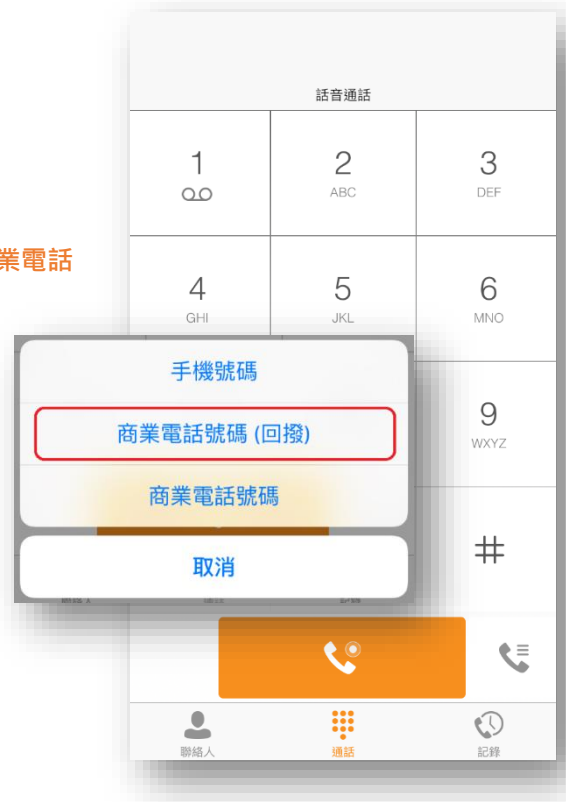 話音通話
1
2
ABC
3
DEF
業電話
4
GHI
5
JKL
6
MNO
手機號碼
商業電話號碼 (回撥)
9
WXYZ
商業電話號碼
取消
#
聯絡人
通話
記錄